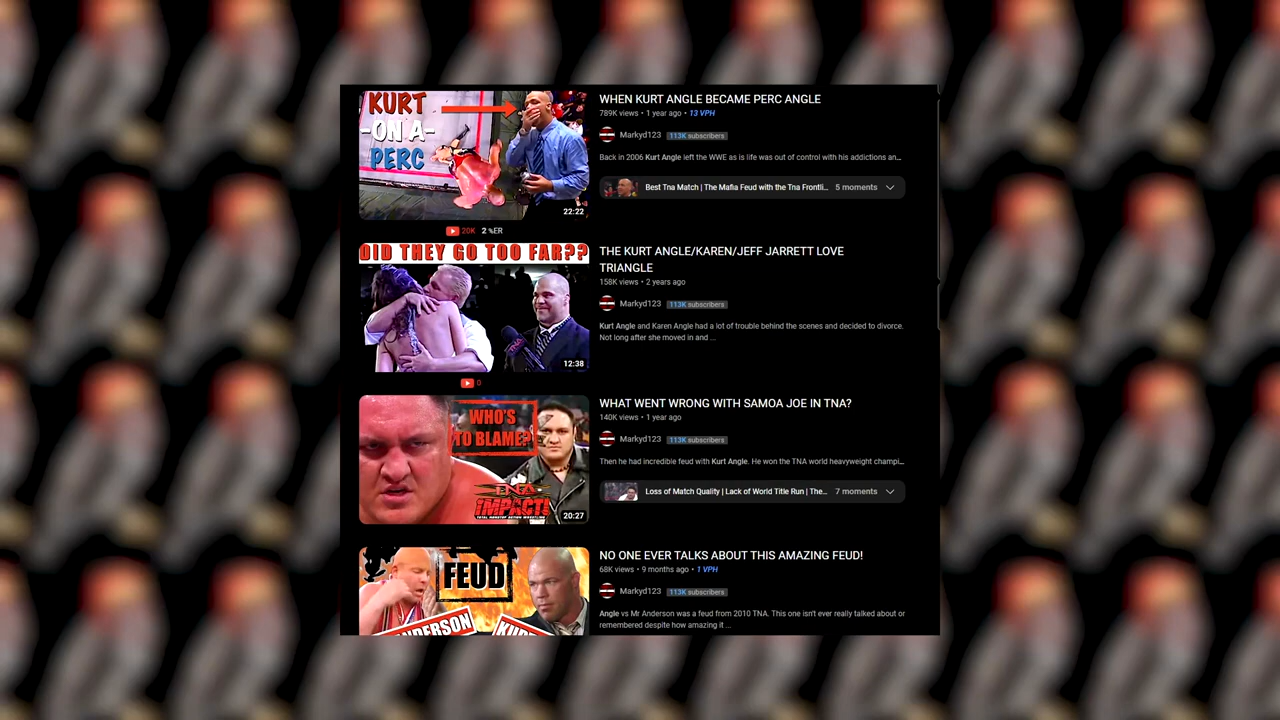 KURT
-ON A-
PERC
22:22
WHEN KURT ANGLE BECAME PERC ANGLE
789K views • 1 year ago • 13 VPH
Markyd123 113K subscribers
Back in 2006 Kurt Angle left the WWE as is life was out of control with his addictions an...
Best Tna Match | The Mafia Feud with the Tna Frontli... 5 moments
20K 2 %ER
DID THEY GO TOO FAR??
12:38
THE KURT ANGLE/KAREN/JEFF JARRETT LOVE
TRIANGLE
158K views • 2 years ago
Markyd123 113K subscribers
Kurt Angle and Karen Angle had a lot of trouble behind the scenes and decided to divorce.
Not long after she moved in and ...
0
WHO'S
TO BLAME?
TNA
iMPACT!
TOTAL NONSTOP ACTION WRESTLING
20:27
WHAT WENT WRONG WITH SAMOA JOE IN TNA?
140K views • 1 year ago
Markyd123 113K subscribers
Then he had incredible feud with Kurt Angle. He won the TNA world heavyweight champi...
Loss of Match Quality | Lack of World Title Run | The... 7 moments
FEUD
ANDERSON
KURT
NO ONE EVER TALKS ABOUT THIS AMAZING FEUD!
68K views • 9 months ago • 1 VPH
Markyd123 113K subscribers
Angle vs Mr Anderson was a feud from 2010 TNA. This one isn't ever really talked about or
remembered despite how amazing it ...